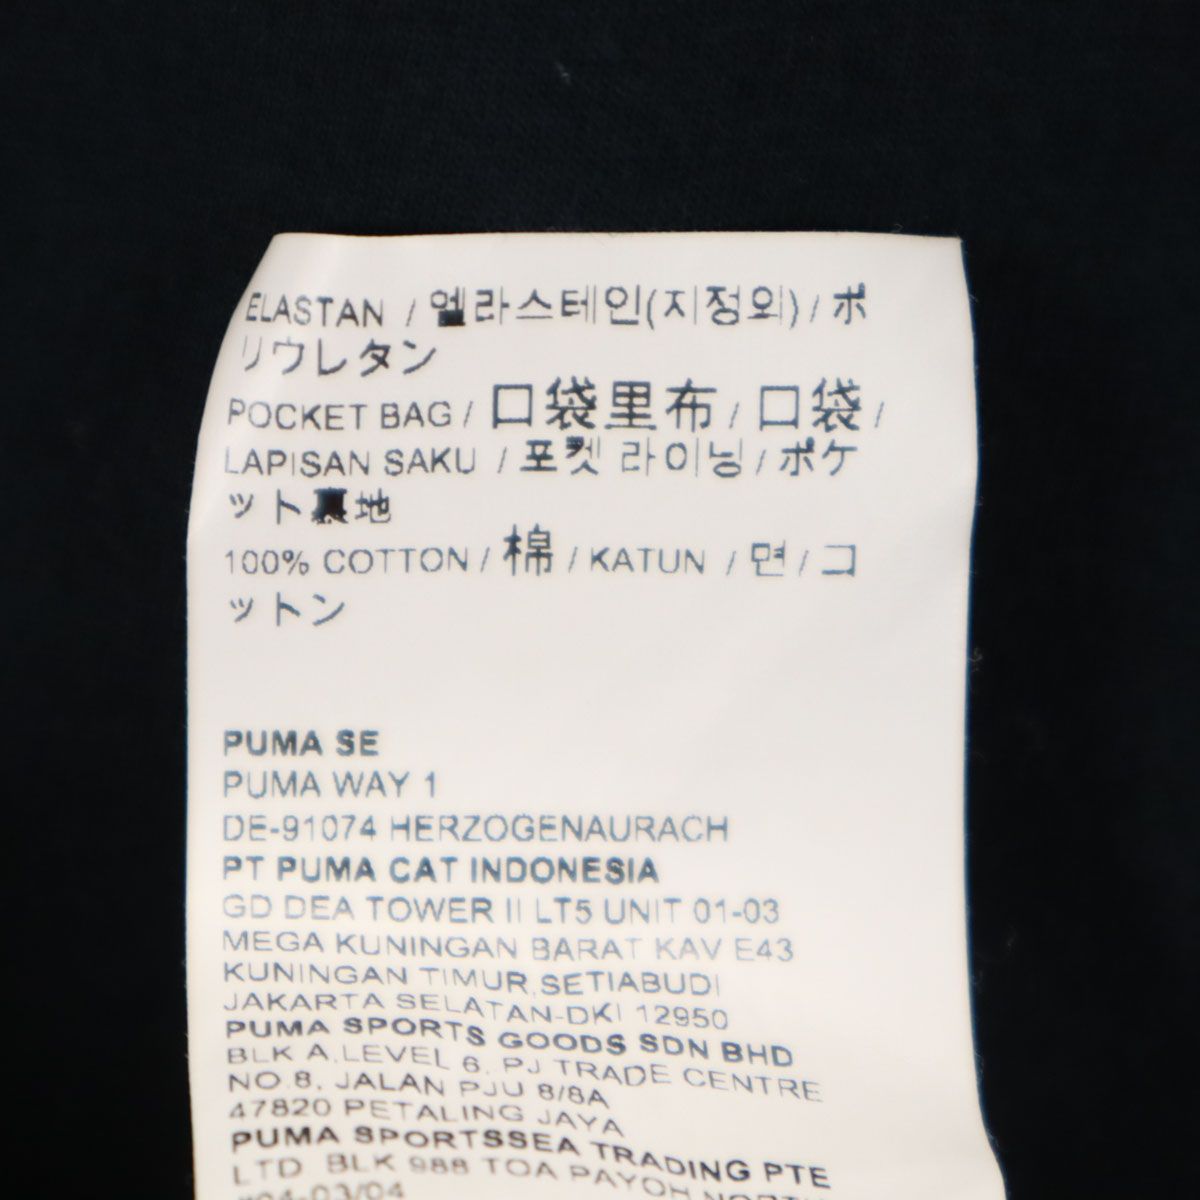 ELASTAN / 엘라스테인(지정외) / ポ
リウレタン
POCKET BAG / 口袋里布 / 口袋 /
LAPISAN SAKU / 포켓 라이닝 / ポケ
ット裏地
100% COTTON / 棉 / KATUN / 면 / コ
ットン
PUMA SE
PUMA WAY 1
DE-91074 HERZOGENAURACH
PT PUMA CAT INDONESIA
GD DEA TOWER II LT5 UNIT 01-03
MEGA KUNINGAN BARAT KAV E43
KUNINGAN TIMUR,SETIABUDI
JAKARTA SELATAN-DKI 12950
PUMA SPORTS GOODS SDN BHD
BLK A,LEVEL 6, PJ TRADE CENTRE
NO.8, JALAN PJU 8/8A
47820 PETALING JAYA
PUMA SPORTSSEA TRADING PTE
LTD BLK 988 TOA PAYOH
#04-03/04